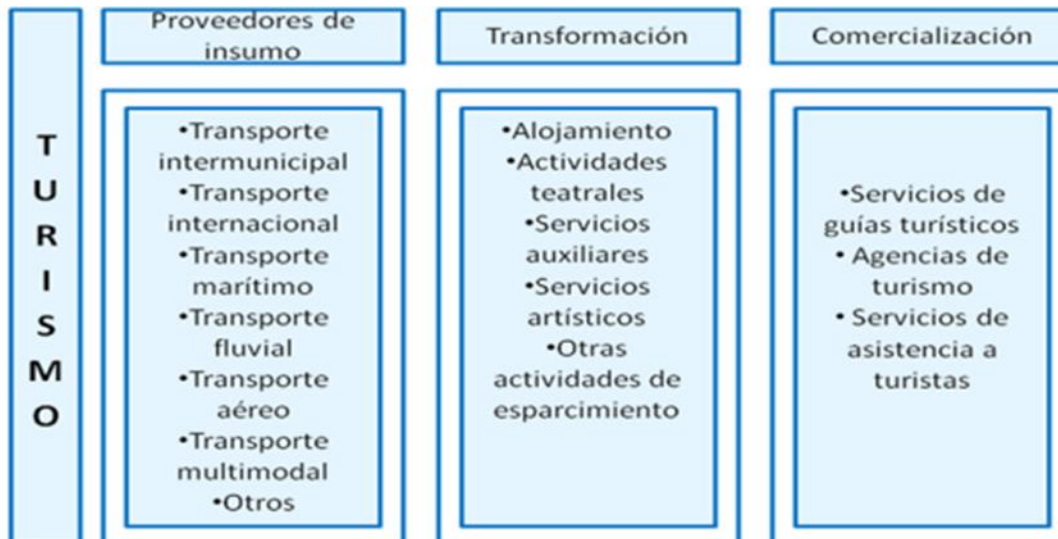 TURISMO
Proveedores de
insumo
•Transporte
intermunicipal
•Transporte
internacional
•Transporte
marítimo
•Transporte
fluvial
•Transporte
aéreo
•Transporte
multimodal
•Otros
Transformación
•Alojamiento
•Actividades
teatrales
•Servicios
auxiliares
•Servicios
artísticos
•Otras
actividades de
esparcimiento
Comercialización
•Servicios de
guías turísticos
• Agencias de
turismo
• Servicios de
asistencia a
turistas